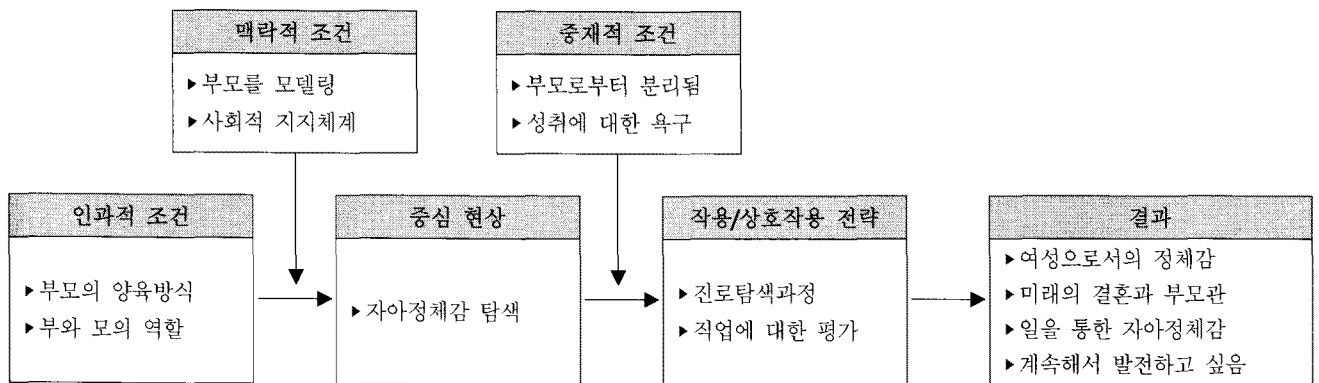 맥락적 조건
▶부모를 모델링
▶사회적 지지체계
중재적 조건
▶부모로부터 분리됨
▶성취에 대한 욕구
인과적 조건
▶부모의 양육방식
▶부와 모의 역할
중심 현상
▶자아정체감 탐색
작용/상호작용 전략
▶진로탐색과정
▶직업에 대한 평가
결과
▶여성으로서의 정체감
▶미래의 결혼과 부모관
▶일을 통한 자아정체감
▶계속해서 발전하고 싶음